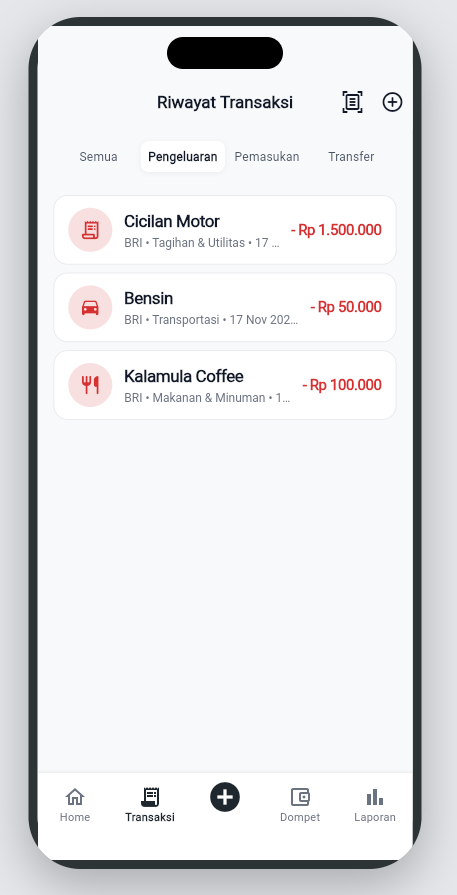 Riwayat Transaksi
Semua Pengeluaran Pemasukan Transfer
Cicilan Motor
- Rp 1.500.000
BRI • Tagihan & Utilitas • 17 ...
Bensin
- Rp 50.000
BRI • Transportasi • 17 Nov 202...
Kalamula Coffee
- Rp 100.000
BRI • Makanan & Minuman • 1...
Home Transaksi Dompet Laporan